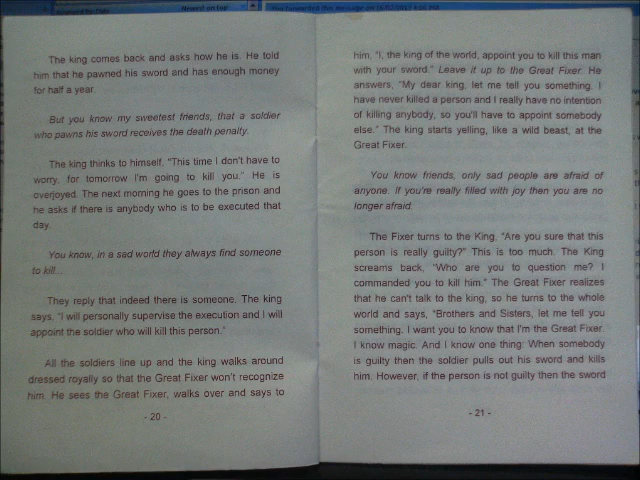 Newest on top
You forwarded this message on
The king comes back and asks how he is. He told
him that he pawned his sword and has enough money
for half a year.
But you know my sweetest friends, that a soldier
who pawns his sword receives the death penalty.
The king thinks to himself, "This time I don't have to
worry, for tomorrow I'm going to kill you." He is
overjoyed. The next morning he goes to the prison and
he asks if there is anybody who is to be executed that
day.
You know, in a sad world they always find someone
to kill...
They reply that indeed there is someone. The king
says, "I will personally supervise the execution and I will
appoint the soldier who will kill this person."
All the soldiers line up and the king walks around
dressed royally so that the Great Fixer won't recognize
him. He sees the Great Fixer, walks over and says to
- 20 -
him, "I, the king of the world, appoint you to kill this man
with your sword." Leave it up to the Great Fixer. He
answers, "My dear king, let me tell you something. I
have never killed a person and I really have no intention
of killing anybody, so you'll have to appoint somebody
else." The king starts yelling, like a wild beast, at the
Great Fixer.
You know friends, only sad people are afraid of
anyone. If you're really filled with joy then you are no
longer afraid.
The Fixer turns to the King, "Are you sure that this
person is really guilty?" This is too much. The King
screams back, "Who are you to question me? I
commanded you to kill him." The Great Fixer realizes
that he can't talk to the king, so he turns to the whole
world and says, "Brothers and Sisters, let me tell you
something, I want you to know that I'm the Great Fixer.
I know magic. And I know one thing: When somebody
is guilty then the soldier pulls out his sword and kills
him. However, if the person is not guilty then the sword
- 21 -